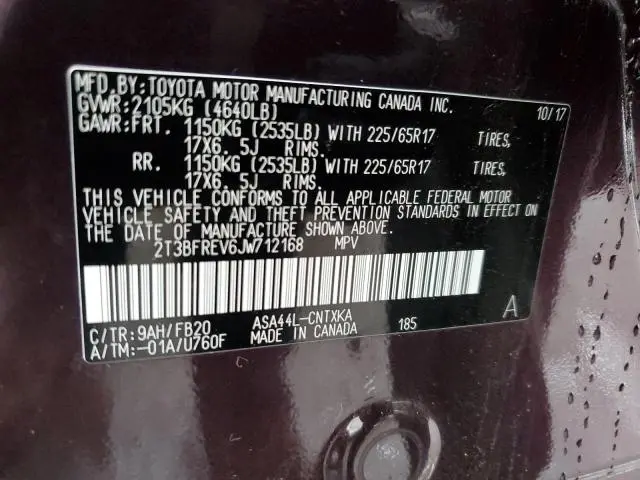 MFD. BY: TOYOTA MOTOR MANUFACTURING CANADA INC.
GVWR: 2105KG (4640LB) 10/17
GAWR: FRT. 1150KG (2535LB) WITH 225/65R17 TIRES,
17X6. 5J RIMS.
RR. 1150KG (2535LB) WITH 225/65R17 TIRES,
17X6. 5J RIMS.
THIS VEHICLE CONFORMS TO ALL APPLICABLE FEDERAL MOTOR
VEHICLE SAFETY AND THEFT PREVENTION STANDARDS IN EFFECT ON
THE DATE OF MANUFACTURE SHOWN ABOVE.
2T3BFREV6JW712168 MPV
C/TR: 9AH/FB20 ASA44L-CNTXKA 185 A
A/TM: -01A/U760F MADE IN CANADA